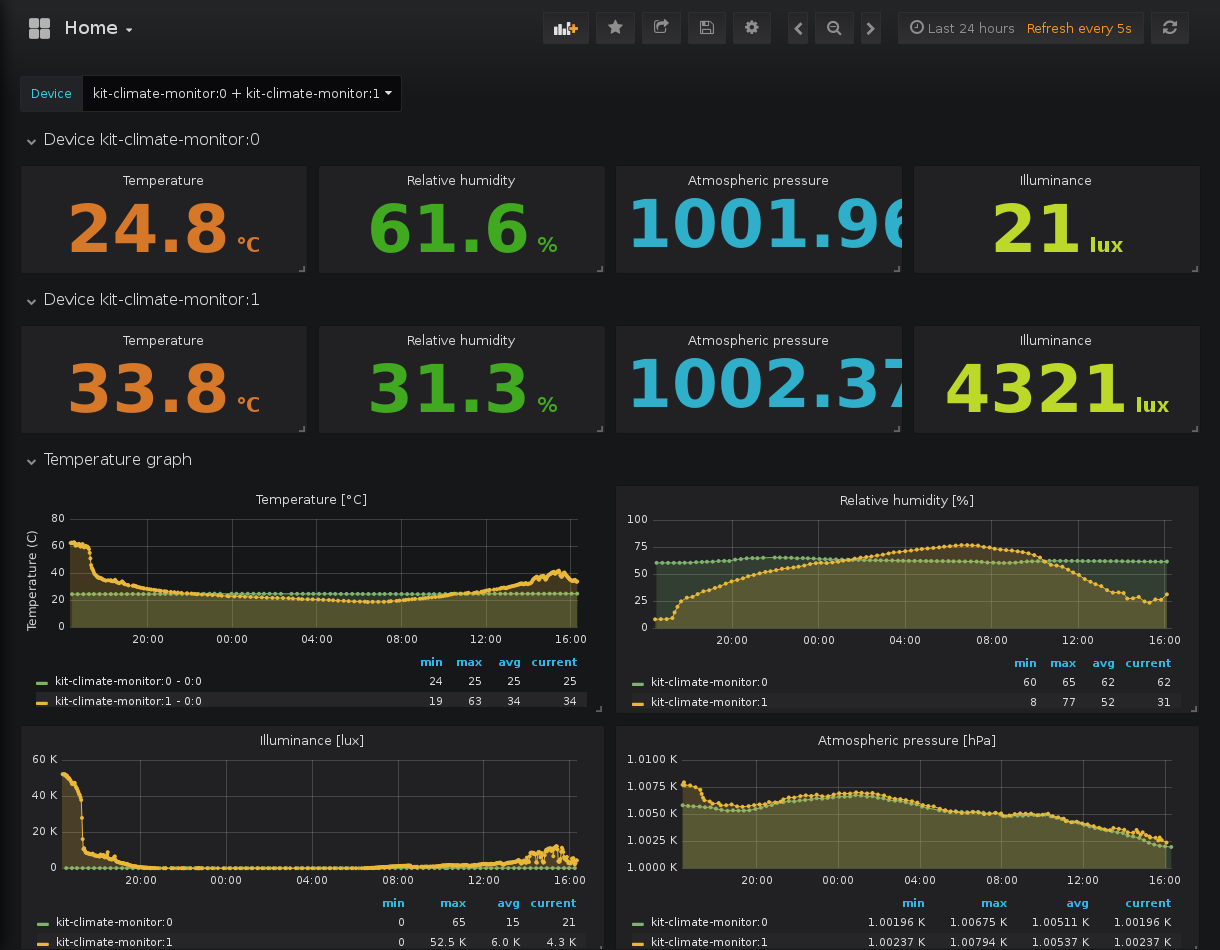 Home
Last 24 hours Refresh every 5s
Device kit-climate-monitor:0 + kit-climate-monitor:1
Device kit-climate-monitor:0
Temperature Relative humidity Atmospheric pressure Illuminance
24.8 °C 61.6 % 1001.96 21 lux
Device kit-climate-monitor:1
Temperature Relative humidity Atmospheric pressure Illuminance
33.8 °C 31.3 % 1002.37 4321 lux
Temperature graph
Temperature [°C]
Temperature (C)
80
60
40
20
0
20:00 00:00 04:00 08:00 12:00 16:00
min max avg current
kit-climate-monitor:0 - 0:0 24 25 25 25
kit-climate-monitor:1 - 0:0 19 63 34 34
Relative humidity [%]
100
75
50
25
0
20:00 00:00 04:00 08:00 12:00 16:00
min max avg current
kit-climate-monitor:0 60 65 62 62
kit-climate-monitor:1 8 77 52 31
Illuminance [lux]
60 K
40 K
20 K
0
20:00 00:00 04:00 08:00 12:00 16:00
min max avg current
kit-climate-monitor:0 0 65 15 21
kit-climate-monitor:1 0 52.5 K 6.0 K 4.3 K
Atmospheric pressure [hPa]
1.0100 K
1.0075 K
1.0050 K
1.0025 K
1.0000 K
20:00 00:00 04:00 08:00 12:00 16:00
min max avg current
kit-climate-monitor:0 1.00196 K 1.00675 K 1.00511 K 1.00196 K
kit-climate-monitor:1 1.00237 K 1.00794 K 1.00537 K 1.00237 K